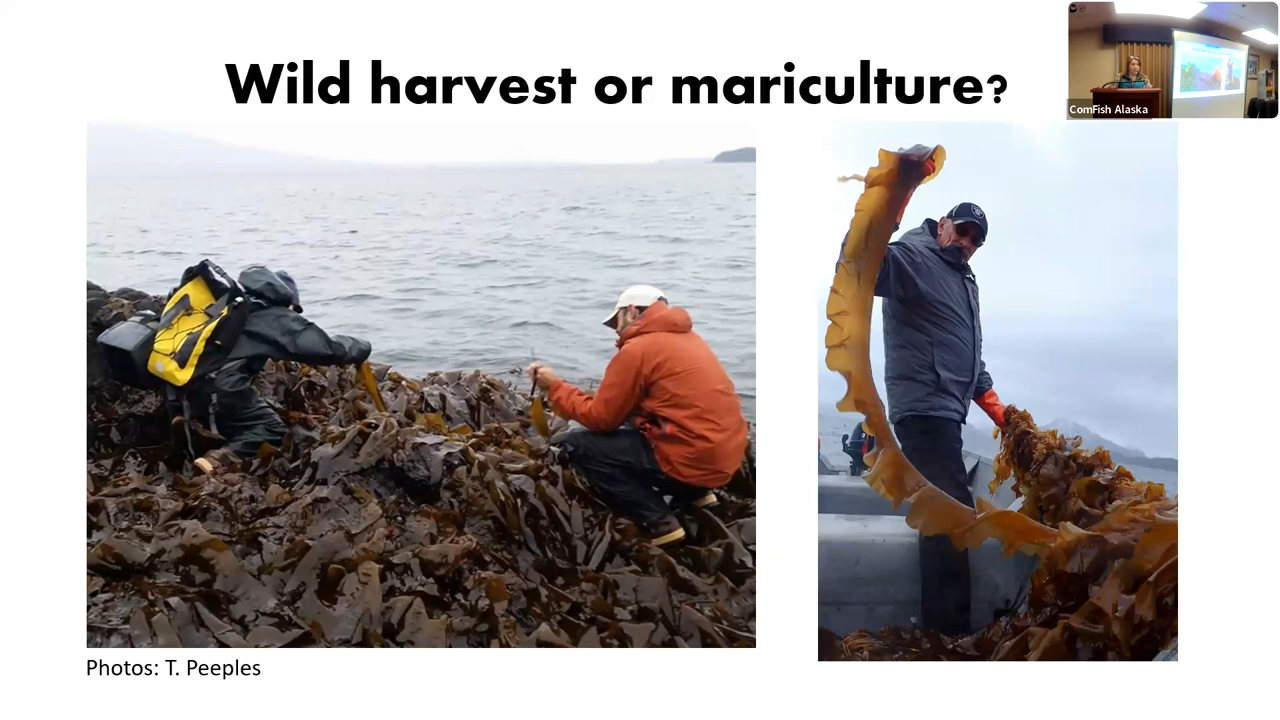 Wild harvest or mariculture?
ComFish Alaska
Photos: T. Peeples